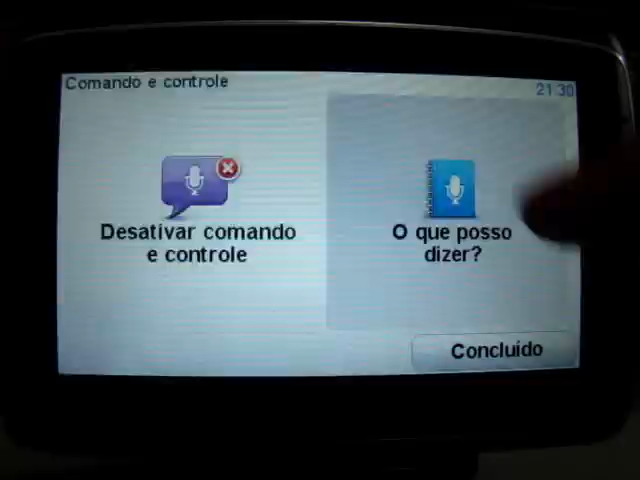 Comando e controle
21:30
Desativar comando
e controle
O que posso
dizer?
Concluído